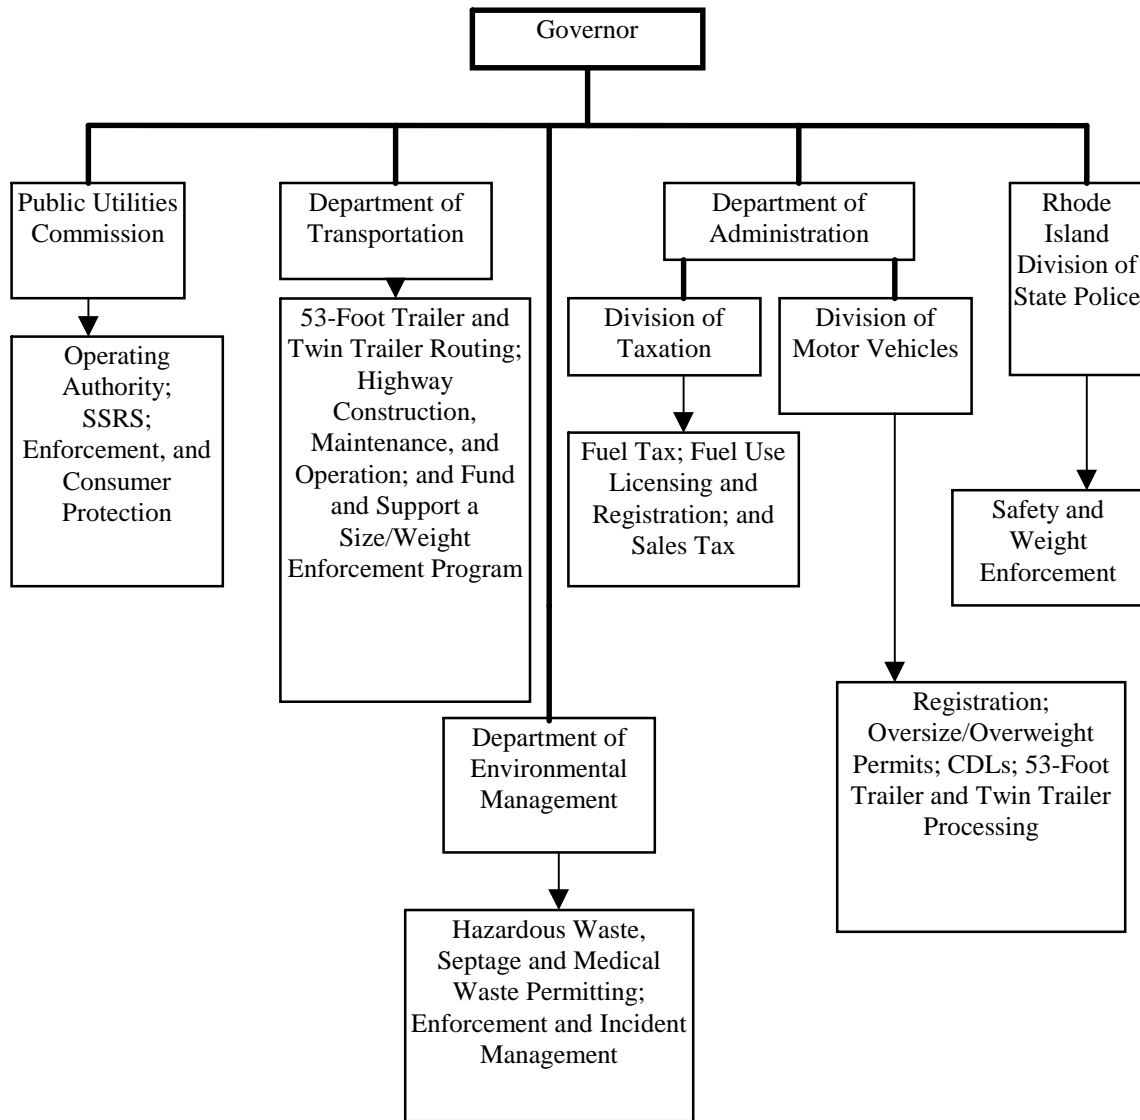 Governor
Public Utilities
Commission
Department of
Transportation
Department of
Administration
Rhode
Island
Division of
State Police
Operating
Authority;
SSRS;
Enforcement, and
Consumer
Protection
53-Foot Trailer and
Twin Trailer Routing;
Highway
Construction,
Maintenance, and
Operation; and Fund
and Support a
Size/Weight
Enforcement Program
Division of
Taxation
Division of
Motor Vehicles
Fuel Tax; Fuel Use
Licensing and
Registration; and
Sales Tax
Safety and
Weight
Enforcement
Registration;
Oversize/Overweight
Permits; CDLs; 53-Foot
Trailer and Twin Trailer
Processing
Department of
Environmental
Management
Hazardous Waste,
Septage and Medical
Waste Permitting;
Enforcement and Incident
Management